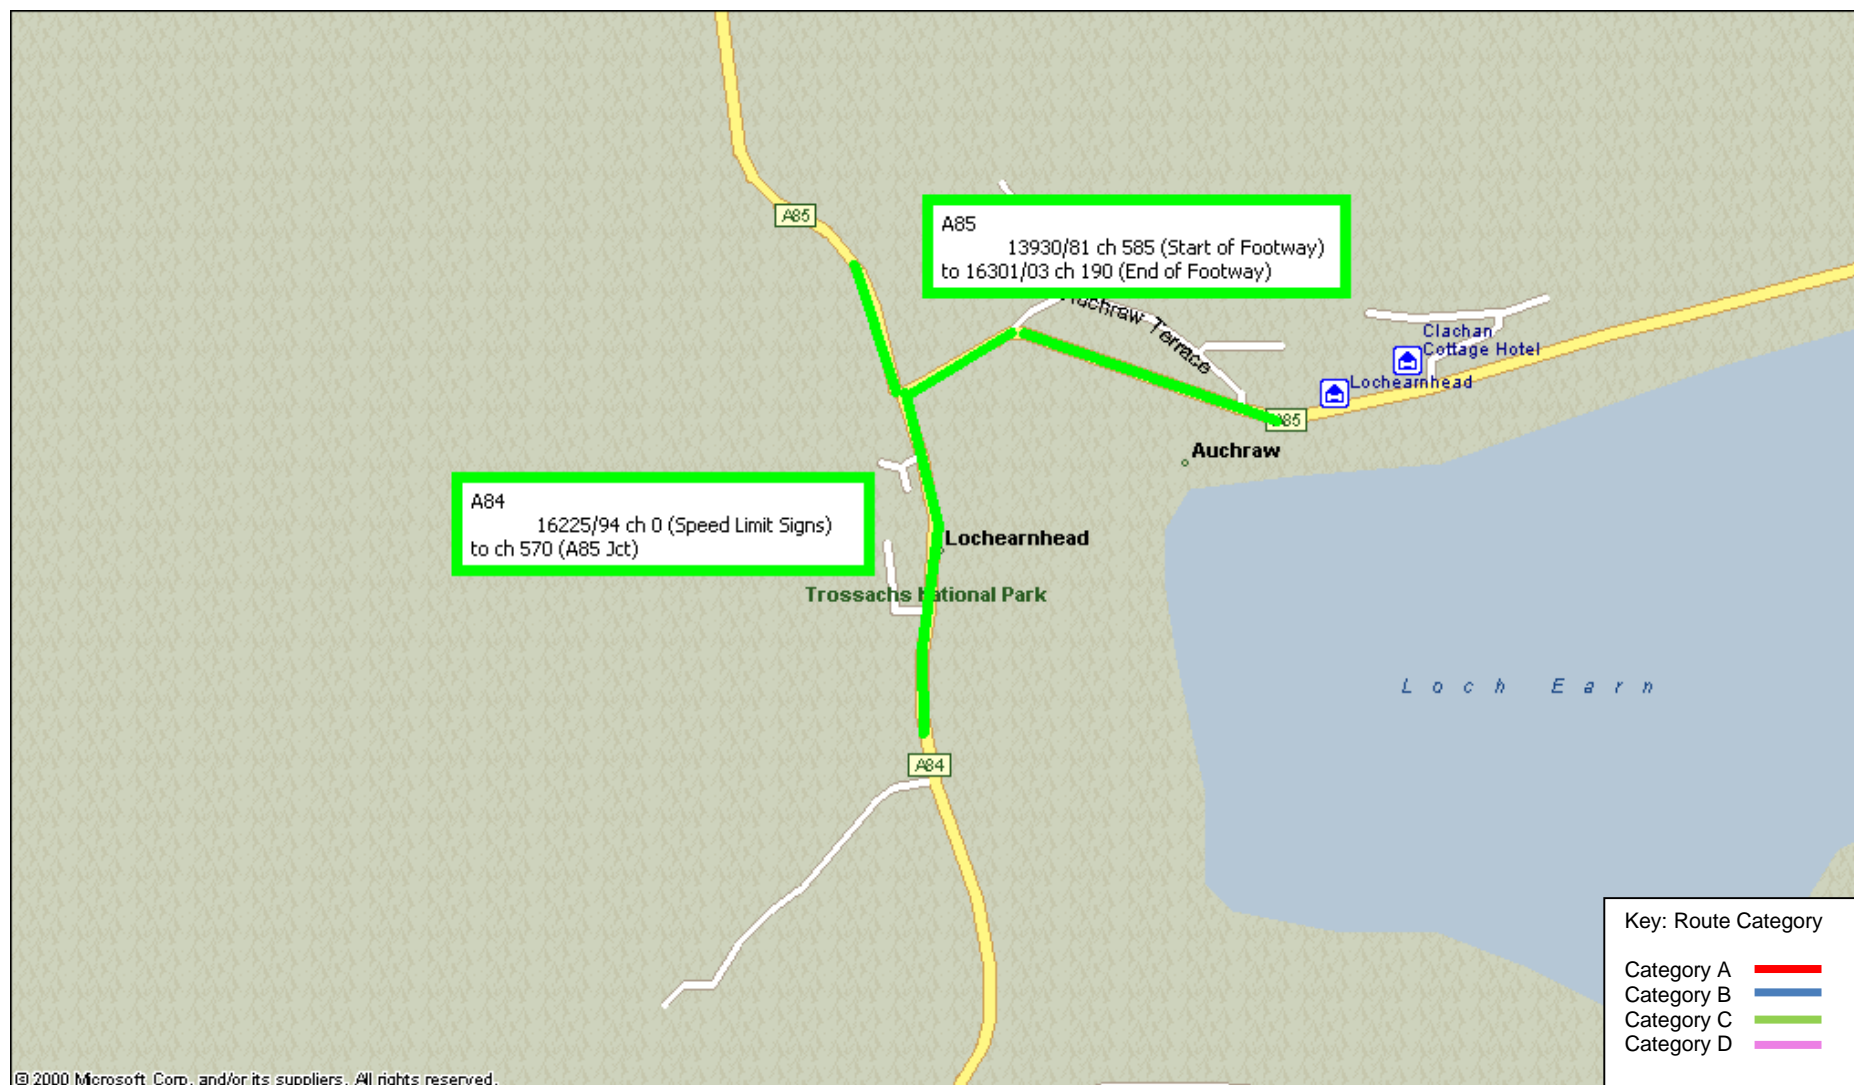 A85
A85
13930/81 ch 585 (Start of Footway)
to 16301/03 ch 190 (End of Footway)
Auchraw Terrace
Clachan
Cottage Hotel
Lochearnhead
A85
Auchraw
A84
16225/94 ch 0 (Speed Limit Signs)
to ch 570 (A85 Jct)
Lochearnhead
Trossachs National Park
Loch Earn
A84
Key: Route Category
Category A
Category B
Category C
Category D
© 2000 Microsoft Corp. and/or its suppliers. All rights reserved.